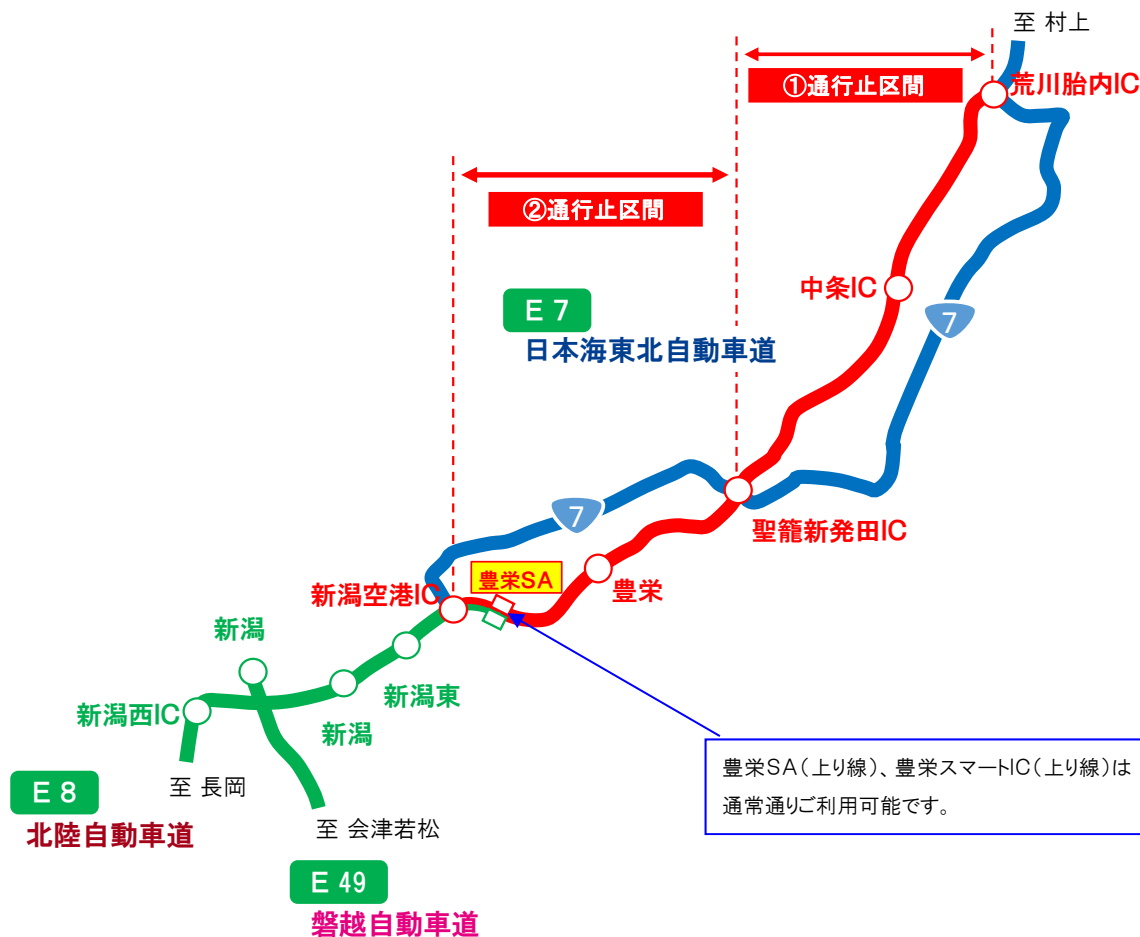 至 村上
①通行止区間
荒川胎内IC
②通行止区間
中条IC
E 7
7
日本海東北自動車道
7
聖籠新発田IC
豊栄SA
豊栄
新潟空港IC
新潟
新潟東
新潟西IC
新潟
豊栄SA(上り線)、豊栄スマートIC(上り線)は
通常通りご利用可能です。
至 長岡
E 8
北陸自動車道
至 会津若松
E 49
磐越自動車道